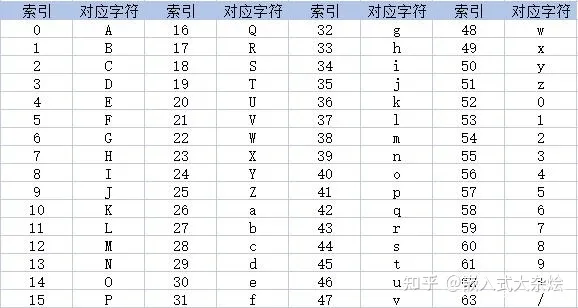 索引 对应字符 索引 对应字符 索引 对应字符 索引 对应字符
0 A 16 Q 32 g 48 w
1 B 17 R 33 h 49 x
2 C 18 S 34 i 50 y
3 D 19 T 35 j 51 z
4 E 20 U 36 k 52 0
5 F 21 V 37 l 53 1
6 G 22 W 38 m 54 2
7 H 23 X 39 n 55 3
8 I 24 Y 40 o 56 4
9 J 25 Z 41 p 57 5
10 K 26 a 42 q 58 6
11 L 27 b 43 r 59 7
12 M 28 c 44 s 60 8
13 N 29 d 45 t 61 9
14 O 30 e 46 u 62 +
15 P 31 f 47 v 63 /
知乎 @嵌入式大杂烩